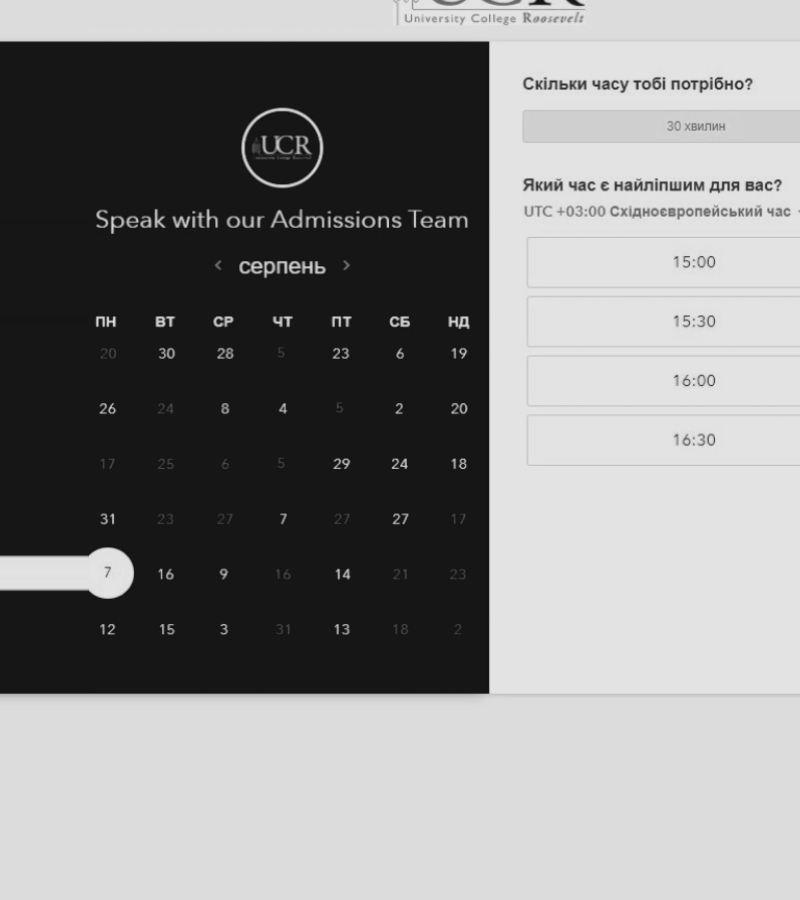 UCR
University College Roosevelt
UCR
Speak with our Admissions Team
< серпень >
ПН ВТ СР ЧТ ПТ СБ НД
20 30 28 5 23 6 19
26 24 8 4 5 2 20
17 25 6 5 29 24 18
31 23 27 7 27 27 17
7 16 9 16 14 21 23
12 15 3 31 13 18 2
Скільки часу тобі потрібно?
30 хвилин
Який час є найліпшим для вас?
UTC +03:00 Східноєвропейський час
15:00
15:30
16:00
16:30